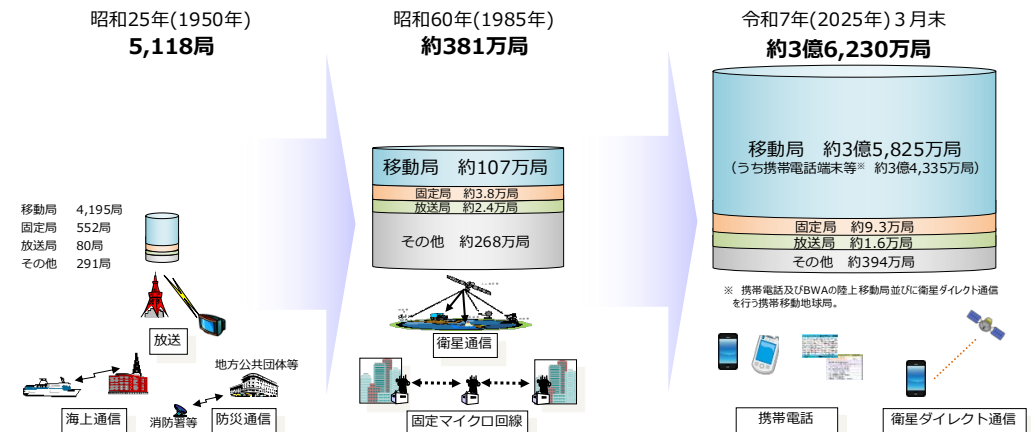 昭和25年(1950年)
5,118局
昭和60年(1985年)
約381万局
令和7年(2025年)３月末
約3億6,230万局
移動局　4,195局
固定局　552局
放送局　80局
その他　291局
放送
地方公共団体等
海上通信
消防署等
防災通信
移動局　約107万局
固定局　約3.8万局
放送局　約2.4万局
その他　約268万局
衛星通信
固定マイクロ回線
移動局　約3億5,825万局
（うち携帯電話端末等※　約3億4,335万局）
固定局　約9.3万局
放送局　約1.6万局
その他　約394万局
※　携帯電話及びBWAの陸上移動局並びに衛星ダイレクト通信
を行う携帯移動地球局。
携帯電話
衛星ダイレクト通信